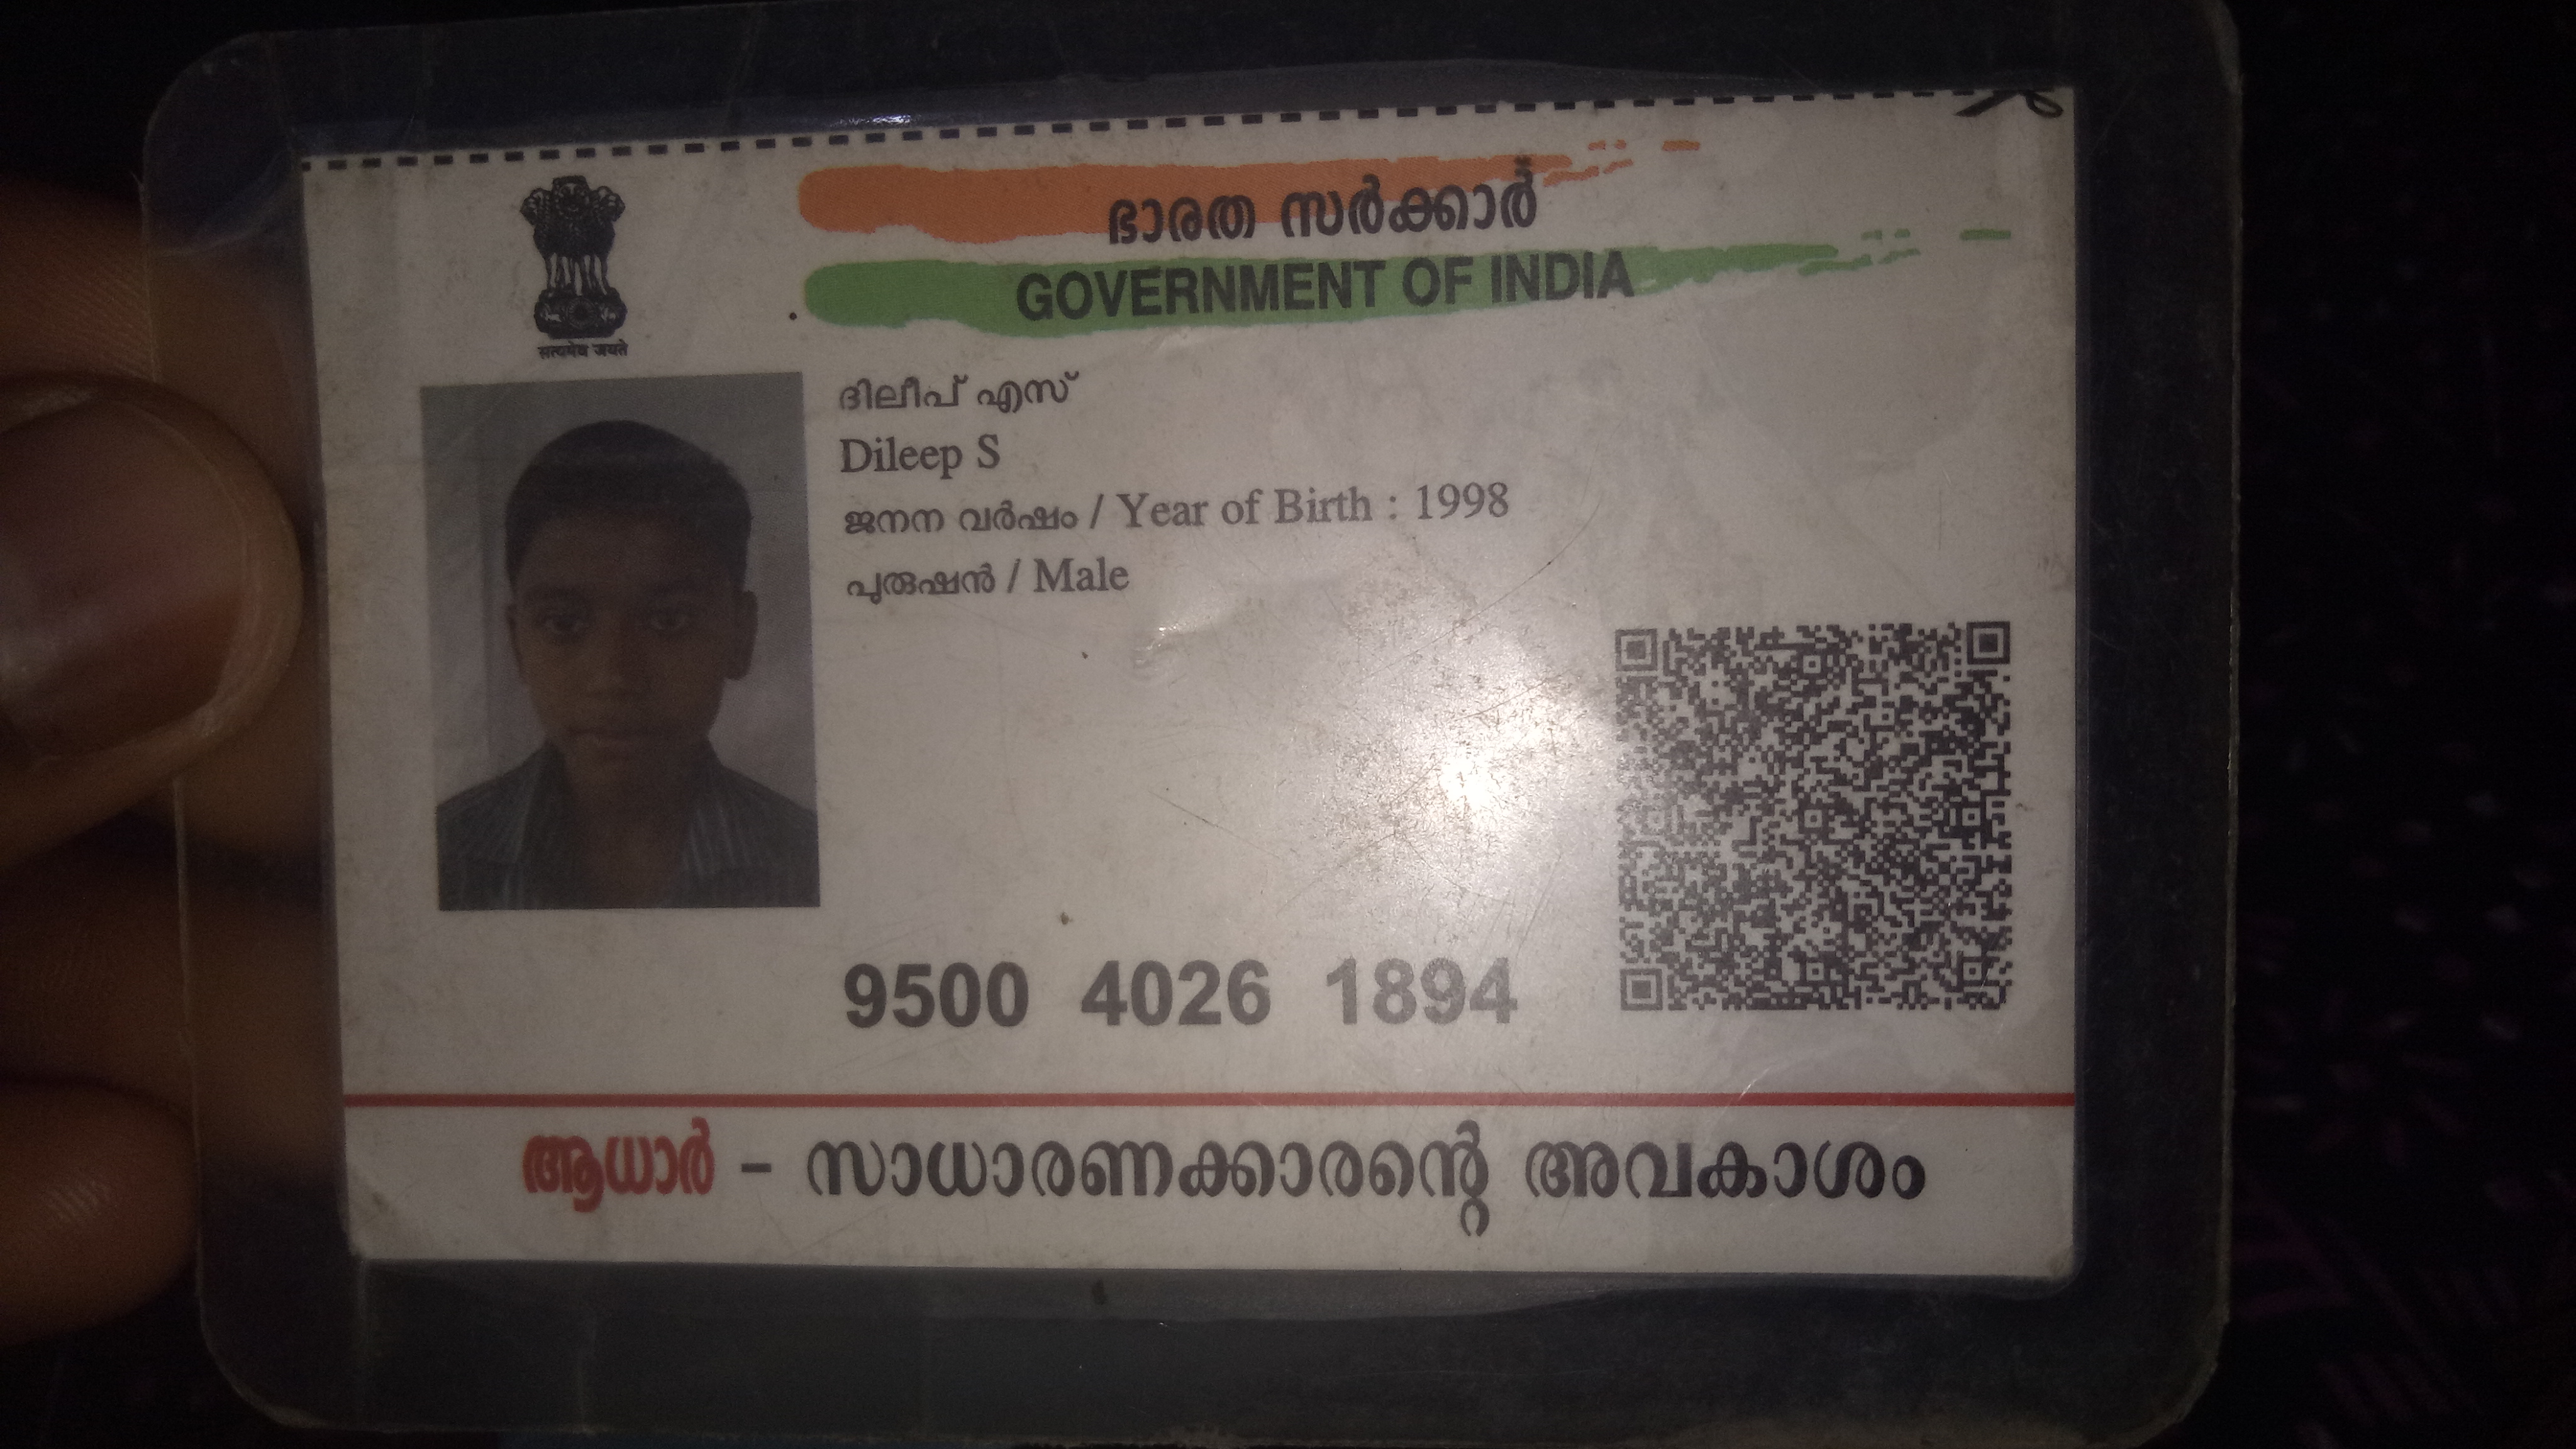 ഭാരത സർക്കാർ
GOVERNMENT OF INDIA
सत्यमेव जयते
ദിലീപ് എസ്
Dileep S
ജനന വർഷം / Year of Birth : 1998
പുരുഷൻ / Male
9500 4026 1894
ആധാർ - സാധാരണക്കാരന്റെ അവകാശം